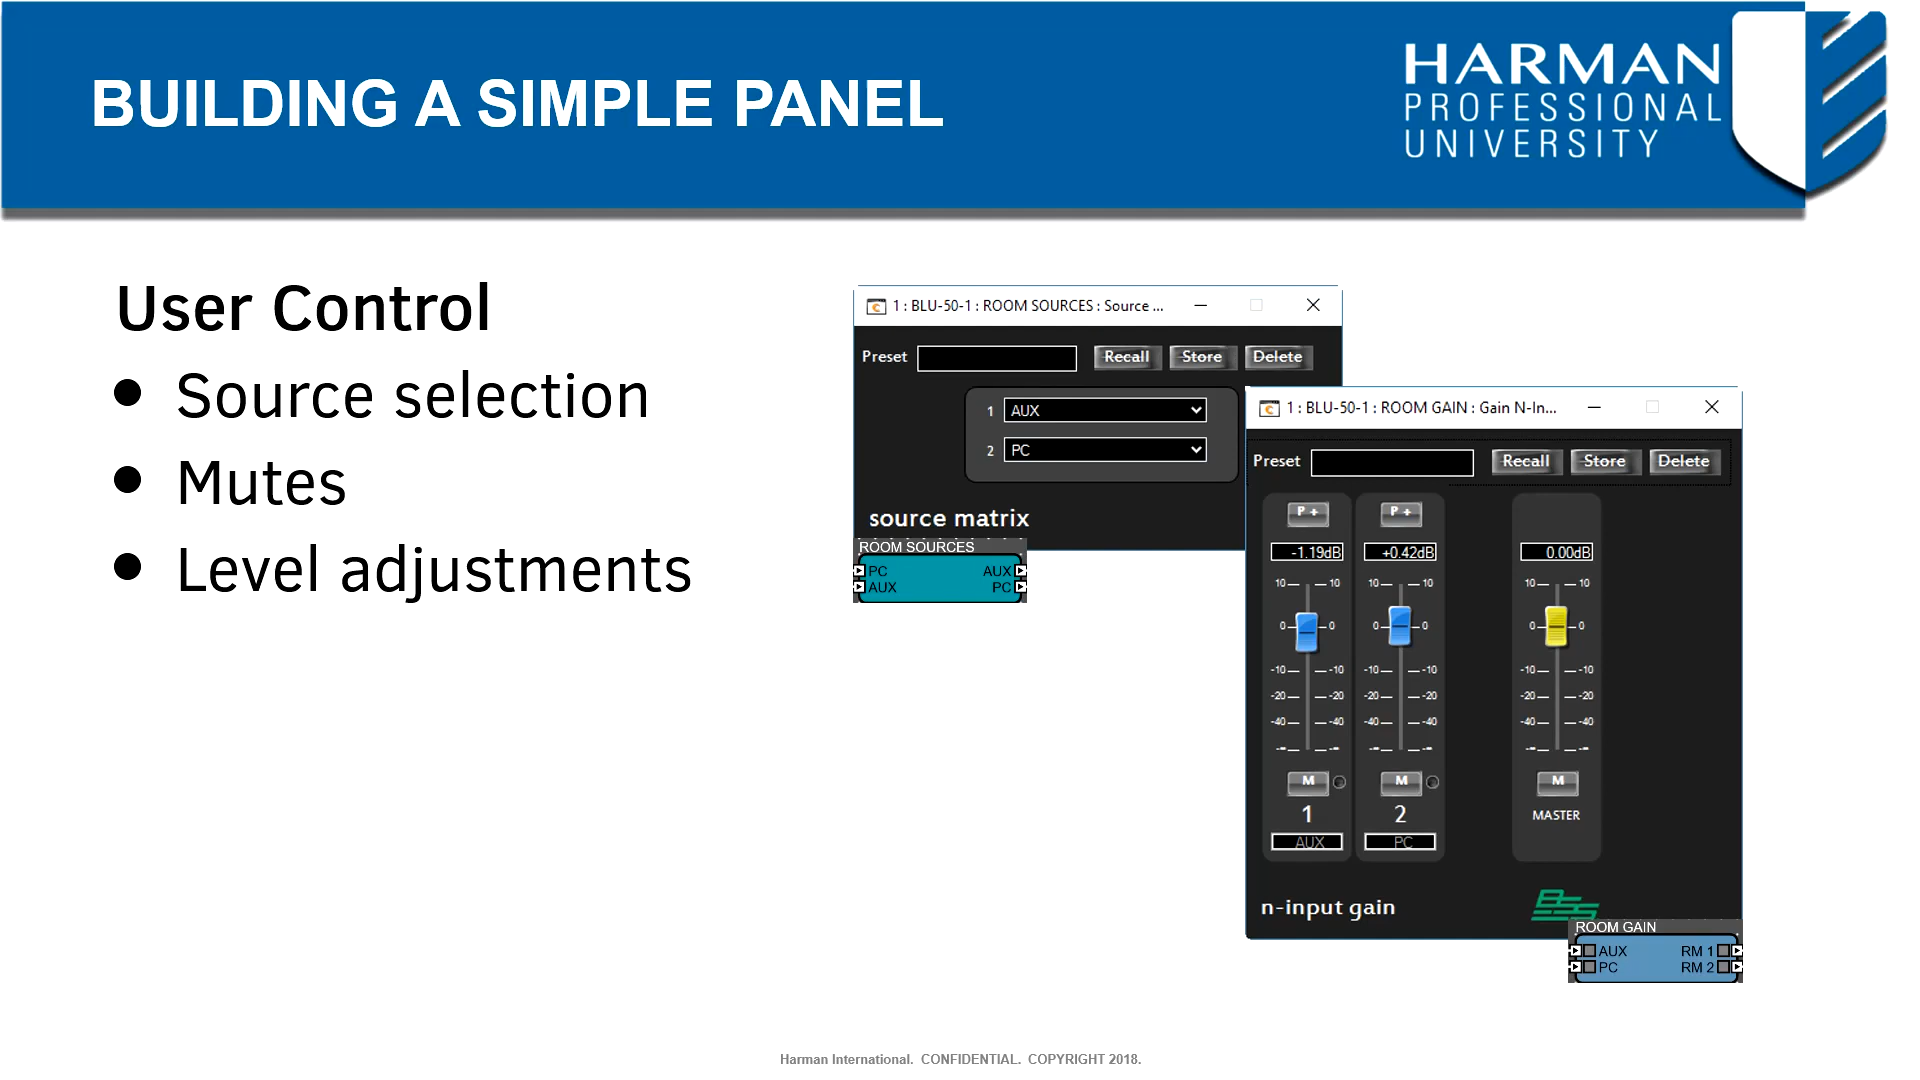 BUILDING A SIMPLE PANEL
HARMAN
PROFESSIONAL
UNIVERSITY
User Control
• Source selection
• Mutes
• Level adjustments
1 : BLU-50-1 : ROOM SOURCES : Source ...
Preset Recall Store Delete
1 AUX
2 PC
source matrix
ROOM SOURCES
PC AUX
AUX PC
1 : BLU-50-1 : ROOM GAIN : Gain N-In...
Preset Recall Store Delete
P + P +
-1.19dB +0.42dB 0.00dB
10 10 10 10 10 10
0 0 0 0 0 0
-10 -10 -10 -10 -10 -10
-20 -20 -20 -20 -20 -20
-40 -40 -40 -40 -40 -40
M M M
1 2 MASTER
AUX PC
n-input gain
BSS
ROOM GAIN
AUX RM 1
PC RM 2
Harman International. CONFIDENTIAL. COPYRIGHT 2018.